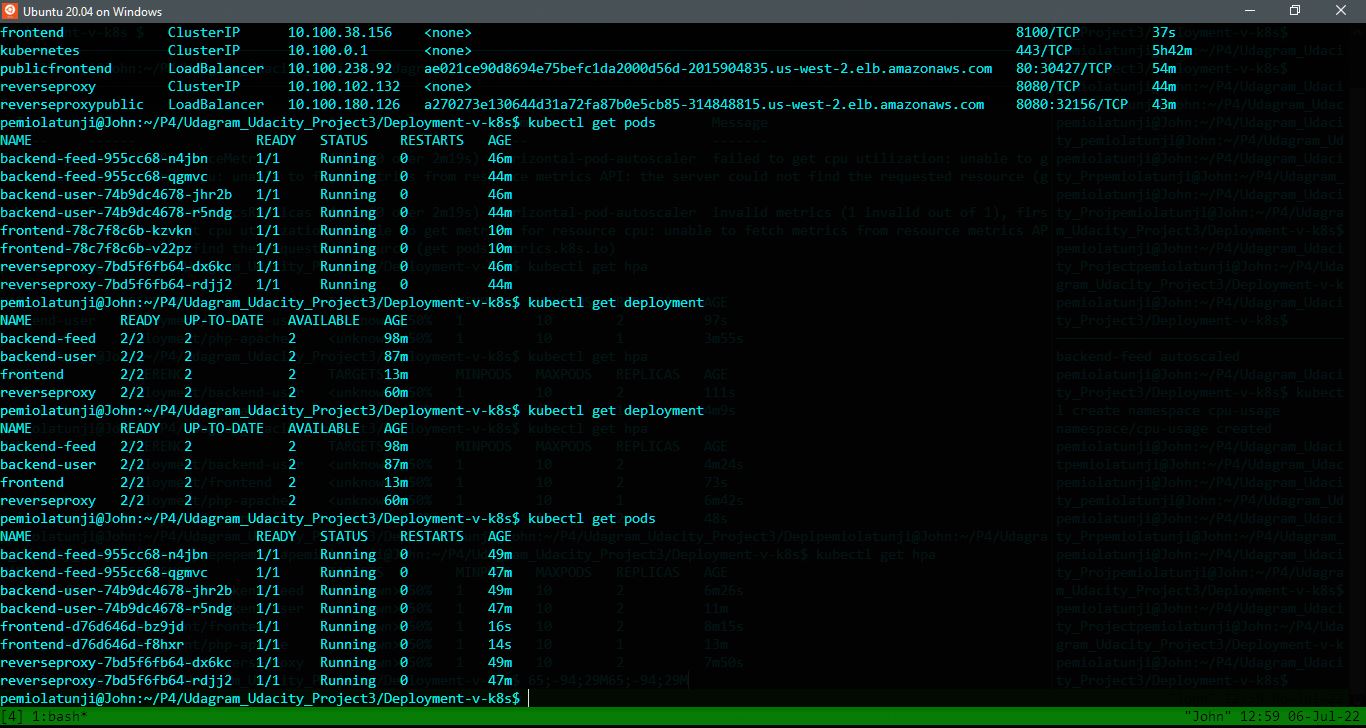 Ubuntu 20.04 on Windows
frontend ClusterIP 10.100.38.156 <none> 8100/TCP 37s
kubernetes ClusterIP 10.100.0.1 <none> 443/TCP 5h42m
publicfrontend LoadBalancer 10.100.238.92 ae021ce90d8694e75befc1da2000d56d-2015904835.us-west-2.elb.amazonaws.com 80:30427/TCP 54m
reverseproxy ClusterIP 10.100.102.132 <none> 8080/TCP 44m
reverseproxypublic LoadBalancer 10.100.180.126 a270273e130644d31a72fa87b0e5cb85-314848815.us-west-2.elb.amazonaws.com 8080:32156/TCP 43m
pemiolatunji@John:~/P4/Udagram_Udacity_Project3/Deployment-v-k8s$ kubectl get pods
NAME READY STATUS RESTARTS AGE
backend-feed-955cc68-n4jbn 1/1 Running 0 46m
backend-feed-955cc68-qgmvc 1/1 Running 0 44m
backend-user-74b9dc4678-jhr2b 1/1 Running 0 46m
backend-user-74b9dc4678-r5ndg 1/1 Running 0 44m
frontend-78c7f8c6b-kzvkn 1/1 Running 0 10m
frontend-78c7f8c6b-v22pz 1/1 Running 0 10m
reverseproxy-7bd5f6fb64-dx6kc 1/1 Running 0 46m
reverseproxy-7bd5f6fb64-rdjj2 1/1 Running 0 44m
pemiolatunji@John:~/P4/Udagram_Udacity_Project3/Deployment-v-k8s$ kubectl get deployment
NAME READY UP-TO-DATE AVAILABLE AGE
backend-feed 2/2 2 2 98m
backend-user 2/2 2 2 87m
frontend 2/2 2 2 13m
reverseproxy 2/2 2 2 60m
pemiolatunji@John:~/P4/Udagram_Udacity_Project3/Deployment-v-k8s$ kubectl get deployment
NAME READY UP-TO-DATE AVAILABLE AGE
backend-feed 2/2 2 2 98m
backend-user 2/2 2 2 87m
frontend 2/2 2 2 13m
reverseproxy 2/2 2 2 60m
pemiolatunji@John:~/P4/Udagram_Udacity_Project3/Deployment-v-k8s$ kubectl get pods
NAME READY STATUS RESTARTS AGE
backend-feed-955cc68-n4jbn 1/1 Running 0 49m
backend-feed-955cc68-qgmvc 1/1 Running 0 47m
backend-user-74b9dc4678-jhr2b 1/1 Running 0 49m
backend-user-74b9dc4678-r5ndg 1/1 Running 0 47m
frontend-d76d646d-bz9jd 1/1 Running 0 16s
frontend-d76d646d-f8hxr 1/1 Running 0 14s
reverseproxy-7bd5f6fb64-dx6kc 1/1 Running 0 49m
reverseproxy-7bd5f6fb64-rdjj2 1/1 Running 0 47m
pemiolatunji@John:~/P4/Udagram_Udacity_Project3/Deployment-v-k8s$
[4] 1:bash* "John" 12:59 06-Jul-22